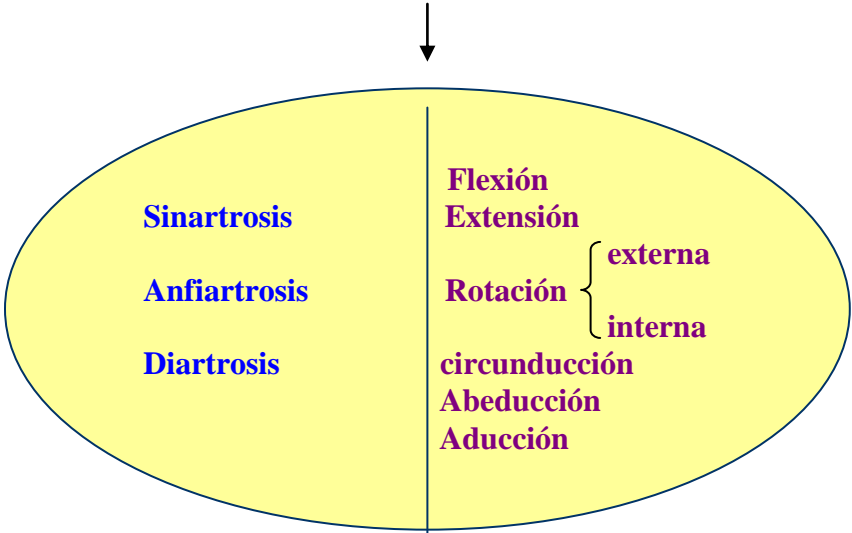 Sinartrosis
Anfiartrosis
Diartrosis
Flexión
Extensión
externa
Rotación
interna
circunducción
Abeducción
Aducción